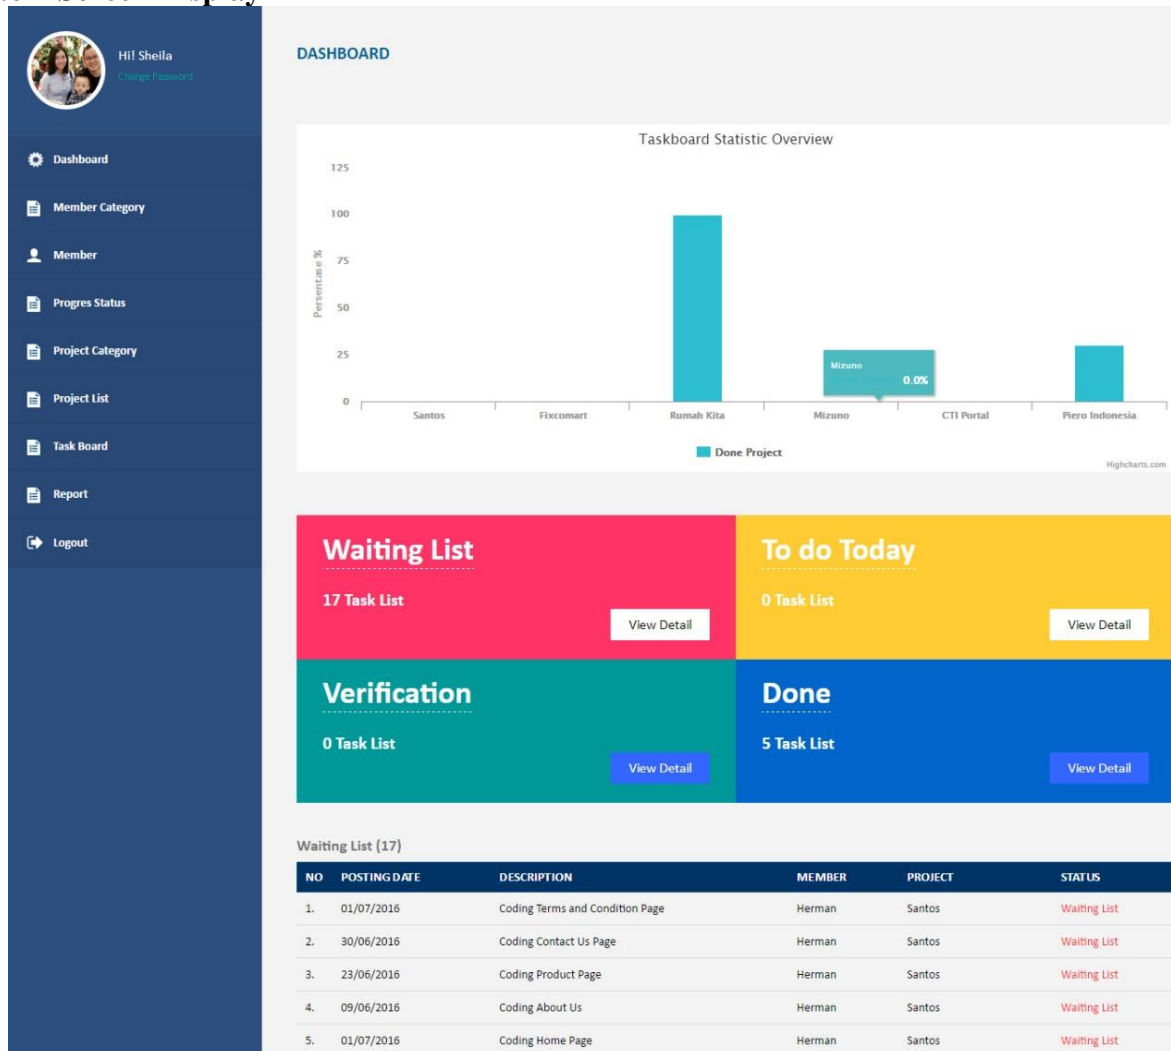 Screen Display
Hi! Sheila
Change Password
Dashboard
Member Category
Member
Progres Status
Project Category
Project List
Task Board
Report
Logout
DASHBOARD
Taskboard Statistic Overview
125
100
75
50
25
0
Persentase %
Mizuno
0.0%
Santos Fixcomart Rumah Kita Mizuno CTI Portal Piero Indonesia
Done Project
Highcharts.com
Waiting List
17 Task List
View Detail
To do Today
0 Task List
View Detail
Verification
0 Task List
View Detail
Done
5 Task List
View Detail
Waiting List (17)
NO POSTING DATE DESCRIPTION MEMBER PROJECT STATUS
1. 01/07/2016 Coding Terms and Condition Page Herman Santos Waiting List
2. 30/06/2016 Coding Contact Us Page Herman Santos Waiting List
3. 23/06/2016 Coding Product Page Herman Santos Waiting List
4. 09/06/2016 Coding About Us Herman Santos Waiting List
5. 01/07/2016 Coding Home Page Herman Santos Waiting List